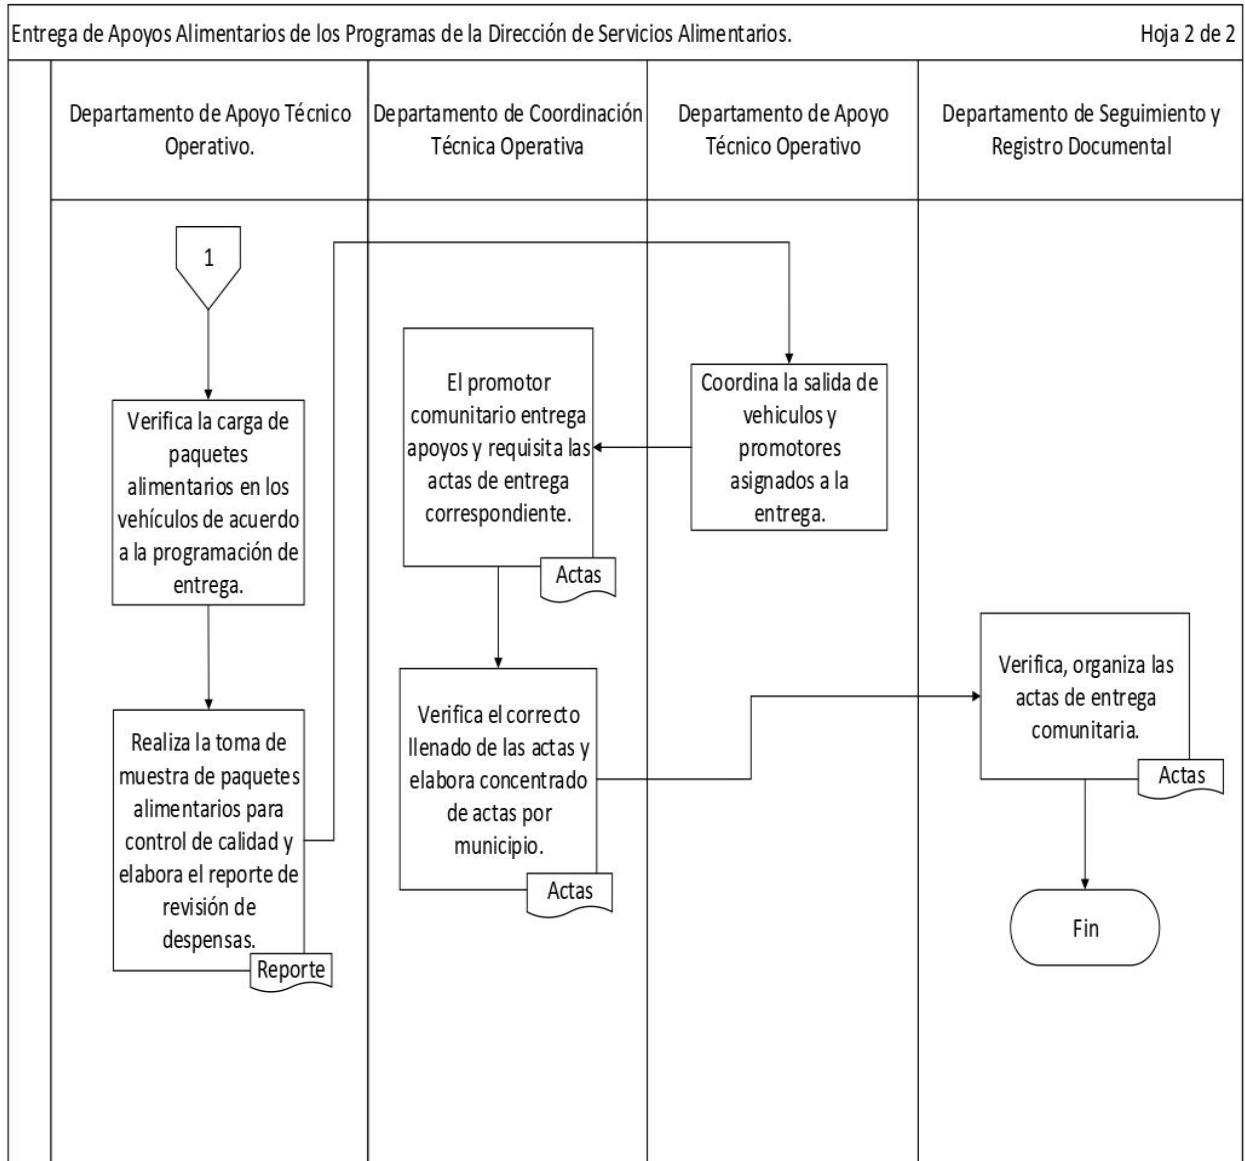 Entrega de Apoyos Alimentarios de los Programas de la Dirección de Servicios Alimentarios.
Hoja 2 de 2
Departamento de Apoyo Técnico
Operativo.
Departamento de Coordinación
Técnica Operativa
Departamento de Apoyo
Técnico Operativo
Departamento de Seguimiento y
Registro Documental
1
Verifica la carga de
paquetes
alimentarios en los
vehículos de acuerdo
a la programación de
entrega.
Realiza la toma de
muestra de paquetes
alimentarios para
control de calidad y
elabora el reporte de
revisión de
despensas.
Reporte
Coordina la salida de
vehiculos y
promotores
asignados a la
entrega.
El promotor
comunitario entrega
apoyos y requisita las
actas de entrega
correspondiente.
Actas
Verifica el correcto
llenado de las actas y
elabora concentrado
de actas por
municipio.
Actas
Verifica, organiza las
actas de entrega
comunitaria.
Actas
Fin